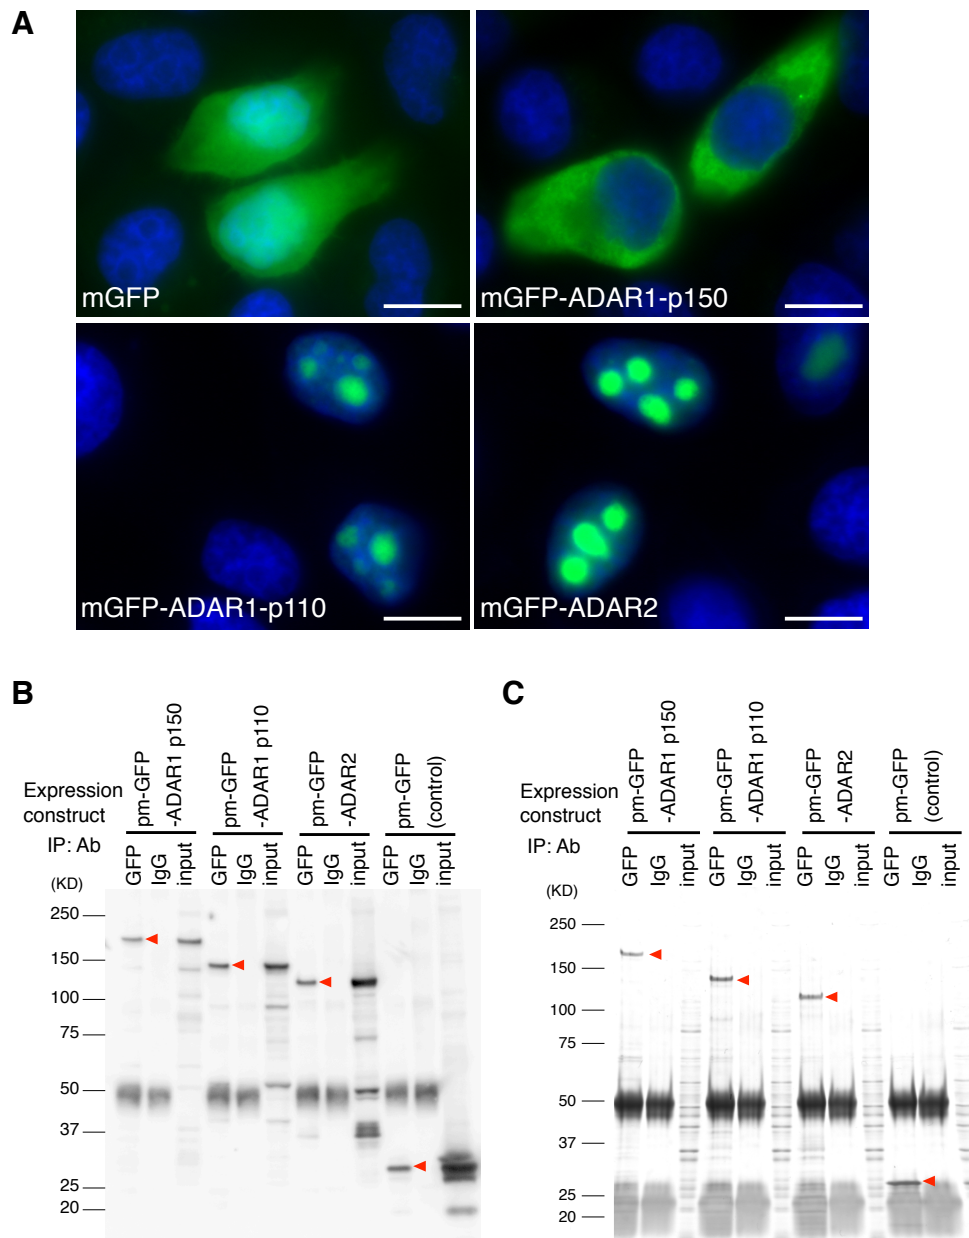 A
mGFP
mGFP-ADAR1-p150
mGFP-ADAR1-p110
mGFP-ADAR2
B
Expression
construct
pm-GFP
-ADAR1 p150
pm-GFP
-ADAR1 p110
pm-GFP
-ADAR2
pm-GFP
(control)
IP: Ab
GFP
IgG
input
GFP
IgG
input
GFP
IgG
input
GFP
IgG
input
(KD)
250
150
100
75
50
37
25
20
C
Expression
construct
pm-GFP
-ADAR1 p150
pm-GFP
-ADAR1 p110
pm-GFP
-ADAR2
pm-GFP
(control)
IP: Ab
GFP
IgG
input
GFP
IgG
input
GFP
IgG
input
GFP
IgG
input
(KD)
250
150
100
75
50
37
25
20